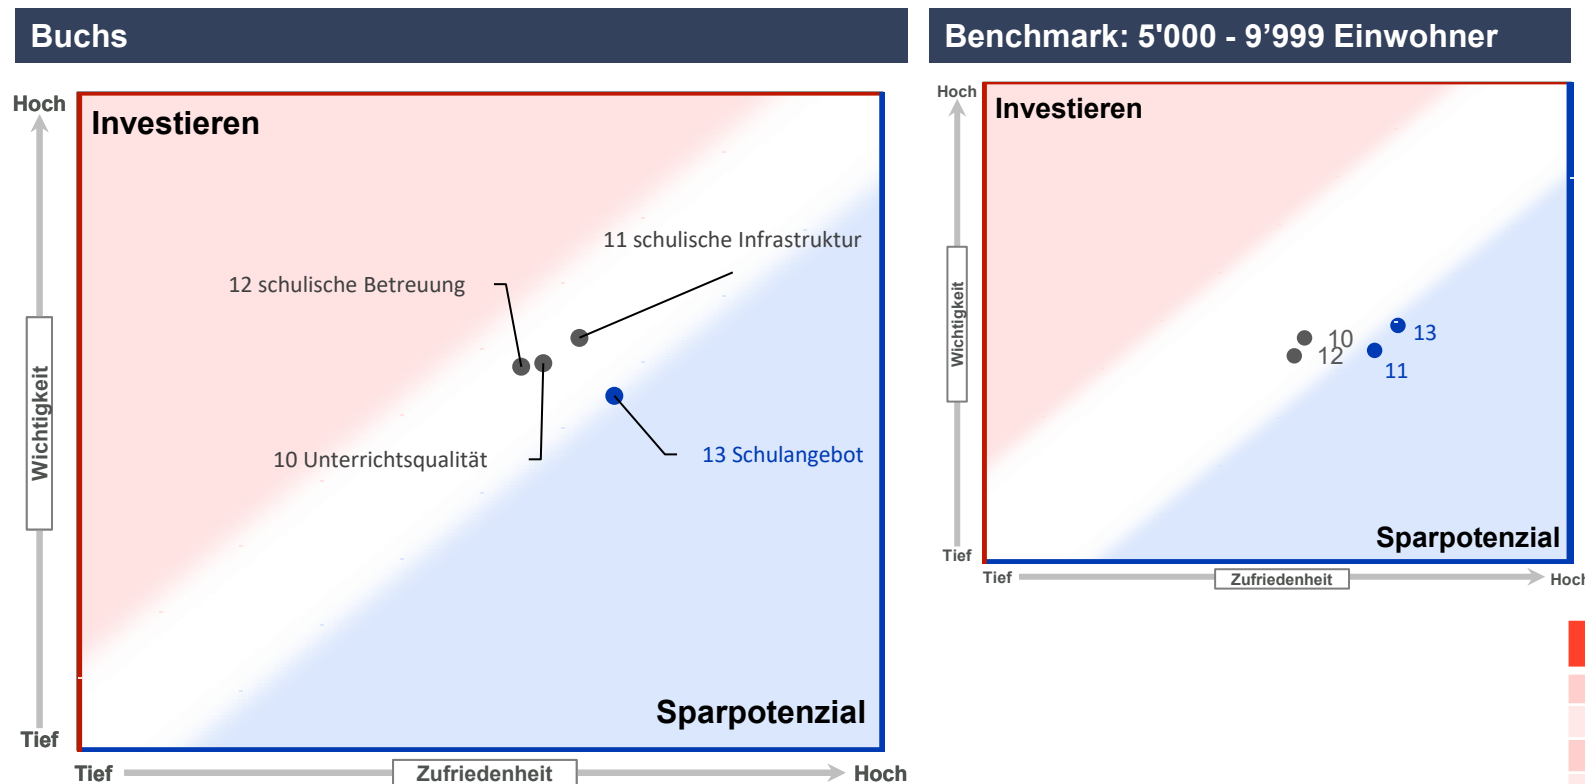 Buchs
Hoch
Investieren
11 schulische Infrastruktur
12 schulische Betreuung
Wichtigkeit
10 Unterrichtsqualität
13 Schulangebot
Sparpotenzial
Tief
Tief
Zufriedenheit
Hoch
Benchmark: 5'000 - 9’999 Einwohner
Hoch
Investieren
Wichtigkeit
13
10
12
11
Sparpotenzial
Tief
Tief
Zufriedenheit
Hoch